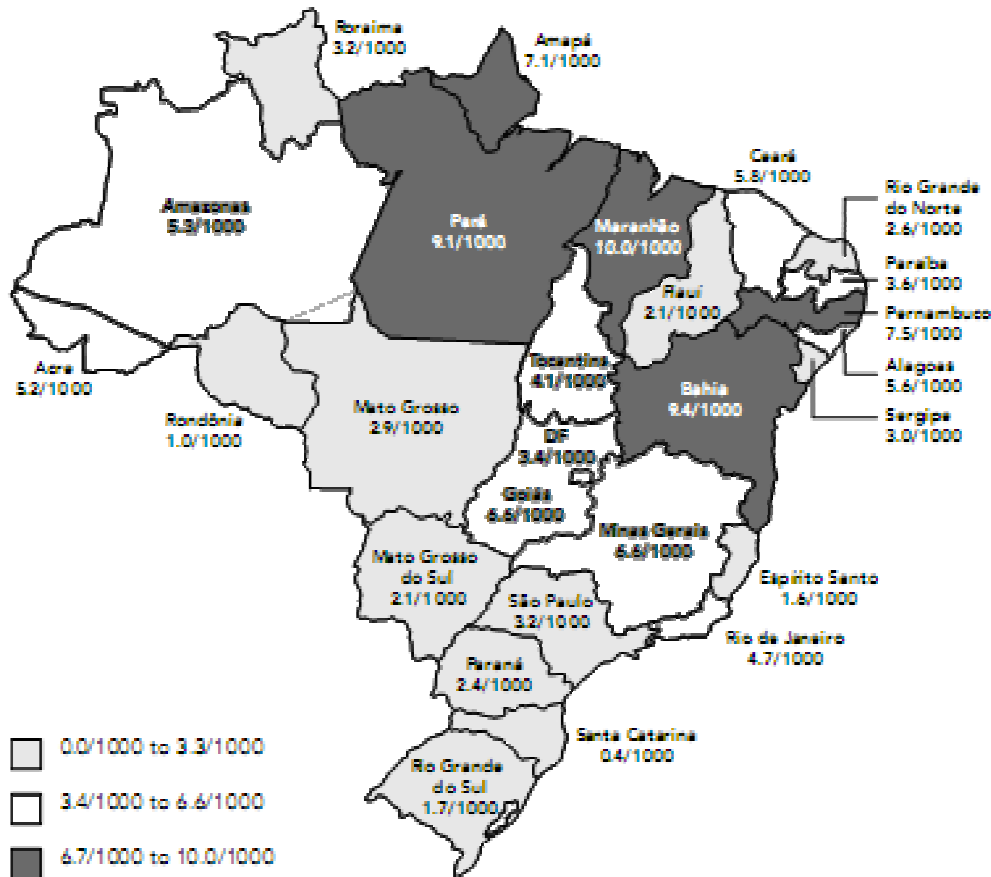 Roraima
3.2/1000
Amapá
7.1/1000
Ceará
5.8/1000
Rio Grande
do Norte
2.6/1000
Amazonas
5.3/1000
Pará
9.1/1000
Maranhão
10.0/1000
Paraíba
3.6/1000
Piauí
2.1/1000
Pernambuco
7.5/1000
Acre
5.2/1000
Tocantins
4.1/1000
Alagoas
5.6/1000
Bahia
9.4/1000
Rondônia
1.0/1000
Mato Grosso
2.9/1000
Sergipe
3.0/1000
DF
3.4/1000
Goiás
6.6/1000
Minas Gerais
6.6/1000
Mato Grosso
do Sul
2.1/1000
Espírito Santo
1.6/1000
São Paulo
3.2/1000
Rio de Janeiro
4.7/1000
Paraná
2.4/1000
Santa Catarina
0.4/1000
Rio Grande
do Sul
1.7/1000
0.0/1000 to 3.3/1000
3.4/1000 to 6.6/1000
6.7/1000 to 10.0/1000